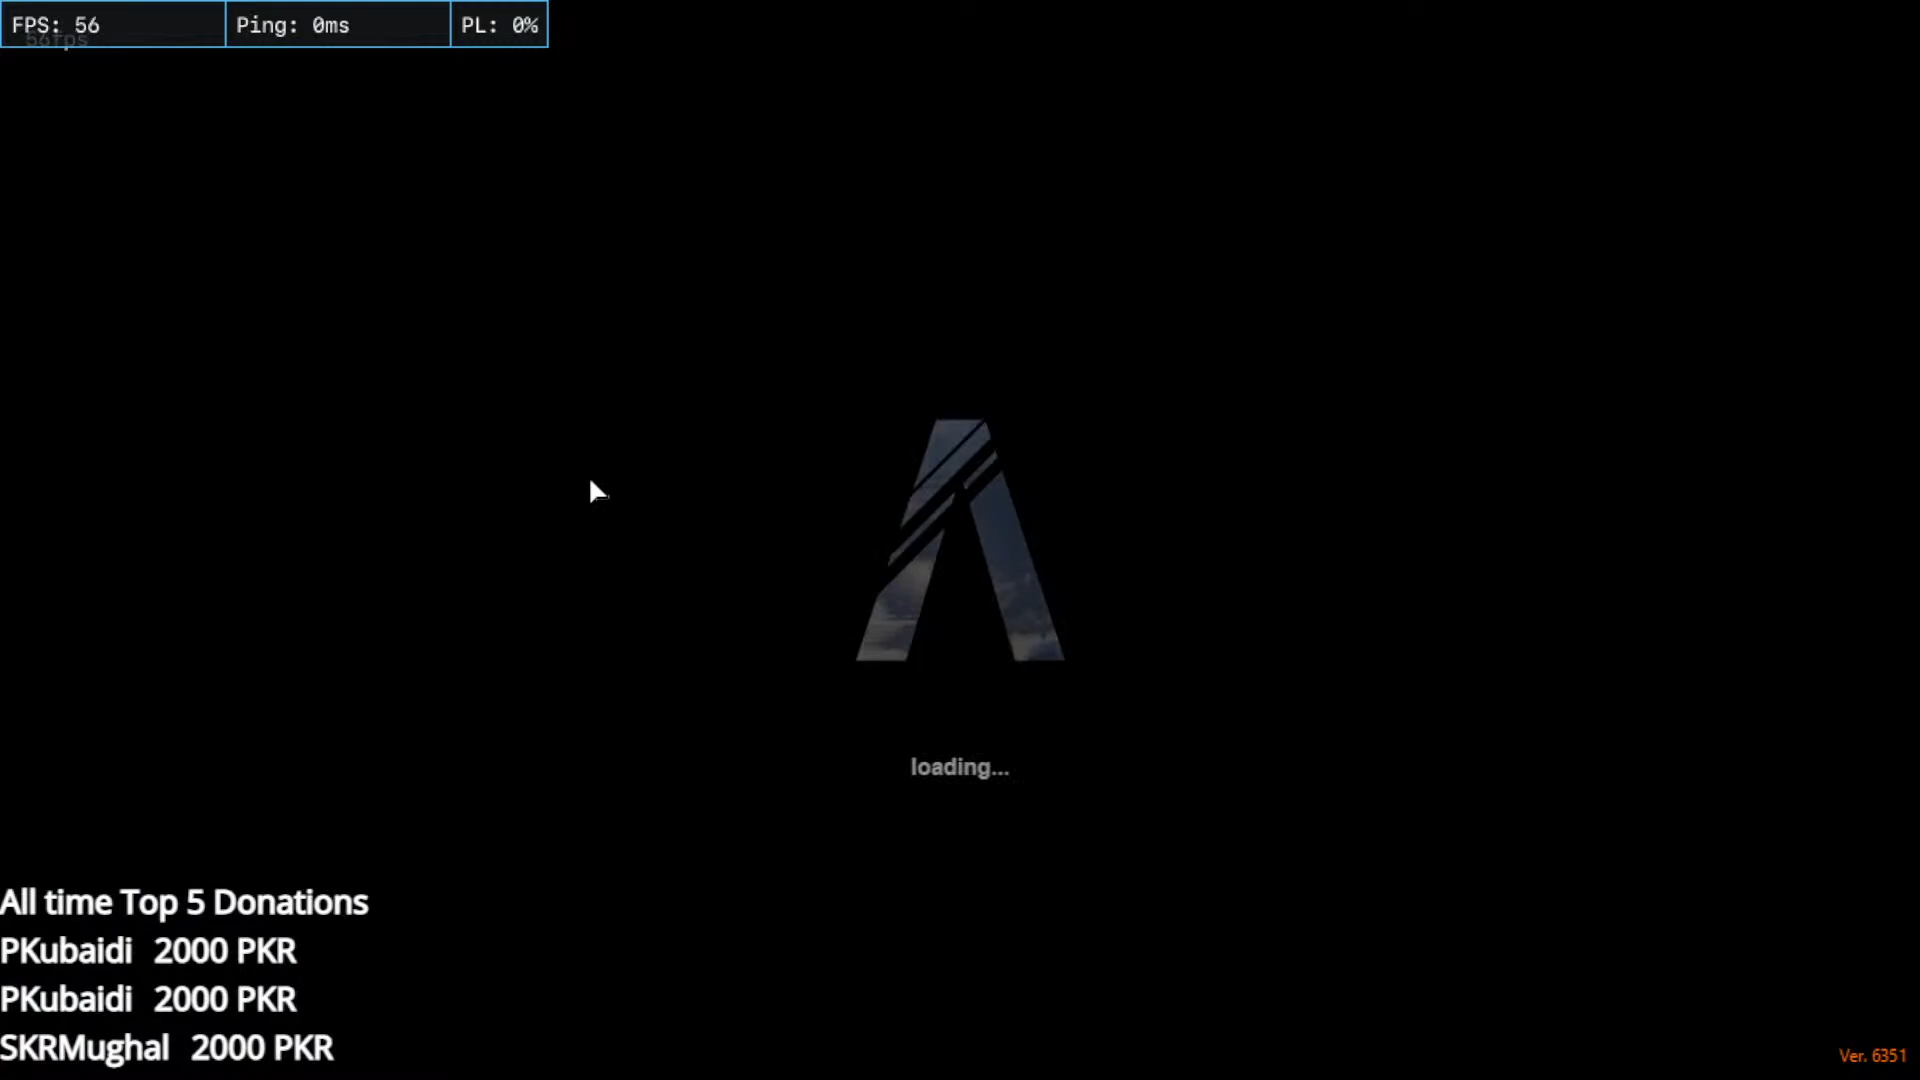 FPS: 56
Ping: 0ms
PL: 0%
56fps
loading...
All time Top 5 Donations
PKubaidi 2000 PKR
PKubaidi 2000 PKR
SKRMughal 2000 PKR
Ver. 6351